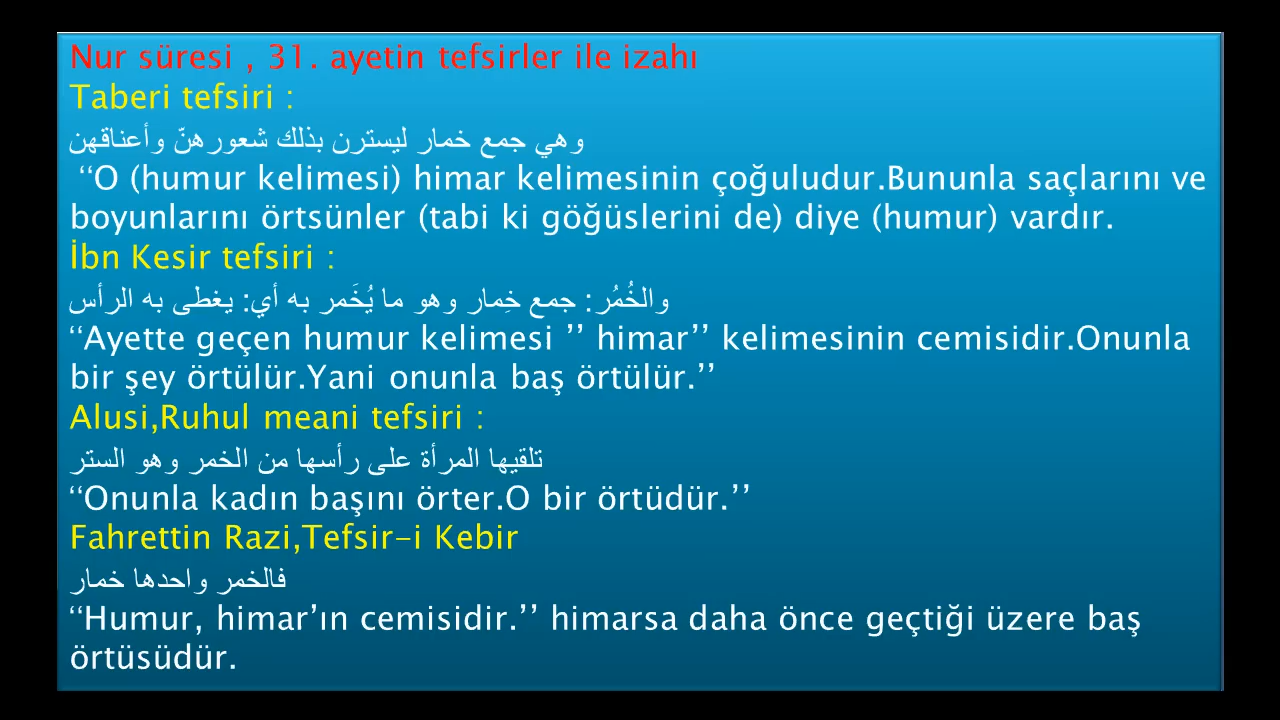 Nur süresi , 31. ayetin tefsirler ile izahı
Taberi tefsiri :
وهي جمع خمار ليسترن بذلك شعورهنّ وأعناقهن
‘‘O (humur kelimesi) himar kelimesinin çoğuludur.Bununla saçlarını ve
boyunlarını örtsünler (tabi ki göğüslerini de) diye (humur) vardır.
İbn Kesir tefsiri :
والخُمُر: جمع خِمار وهو ما يُخَمر به أي: يغطى به الرأس
‘‘Ayette geçen humur kelimesi ’’ himar’’ kelimesinin cemisidir.Onunla
bir şey örtülür.Yani onunla baş örtülür.’’
Alusi,Ruhul meani tefsiri :
تلقيها المرأة على رأسها من الخمر وهو الستر
‘‘Onunla kadın başını örter.O bir örtüdür.’’
Fahrettin Razi,Tefsir-i Kebir
فالخمر واحدها خمار
‘‘Humur, himar’ın cemisidir.’’ himarsa daha önce geçtiği üzere baş
örtüsüdür.